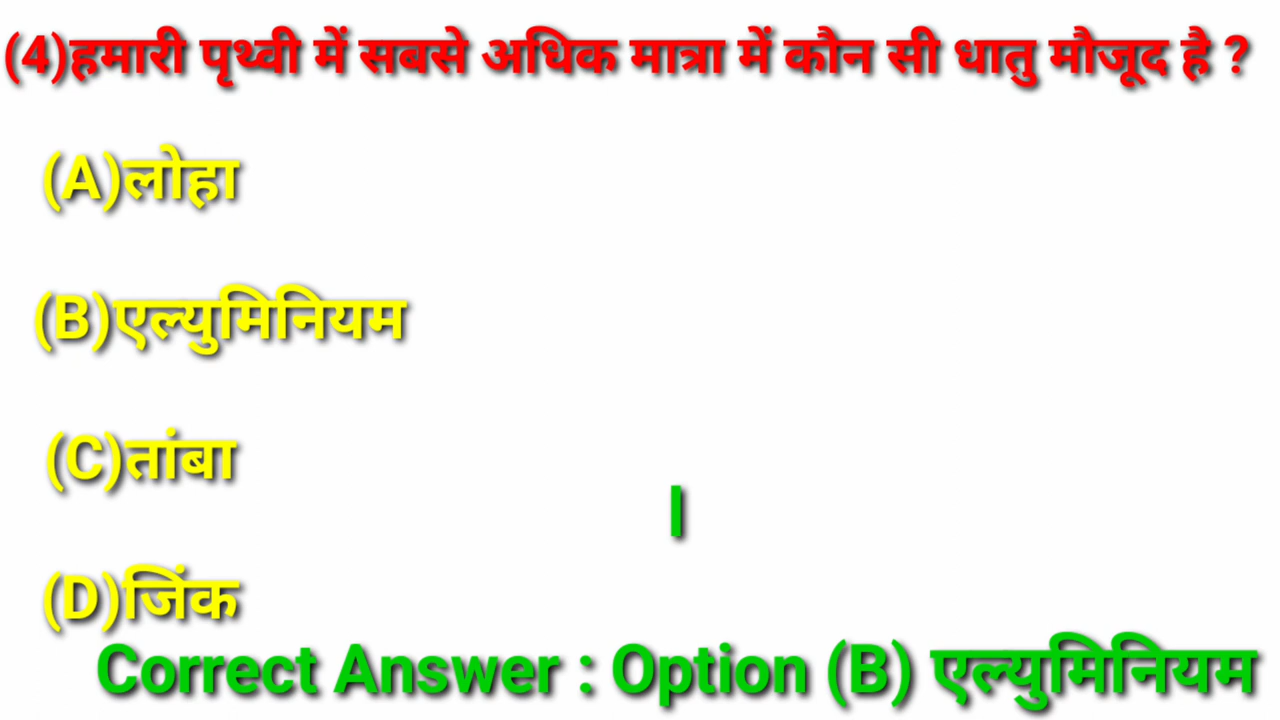 (4)हमारी पृथ्वी में सबसे अधिक मात्रा में कौन सी धातु मौजूद है ?
(A)लोहा
(B)एल्युमिनियम
(C)तांबा
I
(D)जिंक
Correct Answer : Option (B) एल्युमिनियम